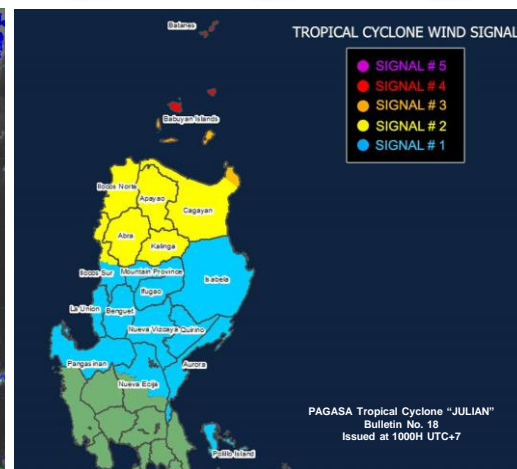 Batanes
TROPICAL CYCLONE WIND SIGNAL
SIGNAL # 5
SIGNAL # 4
SIGNAL # 3
SIGNAL # 2
SIGNAL # 1
Babuyan Islands
Ilocos Norte
Apayao
Cagayan
Abra
Kalinga
Ilocos Sur
Mountain Province
Isabela
Ifugao
La Union
Benguet
Nueva Vizcaya
Quirino
Pangasinan
Aurora
Nueva Ecija
Polillo Island
PAGASA Tropical Cyclone “JULIAN”
Bulletin No. 18
Issued at 1000H UTC+7